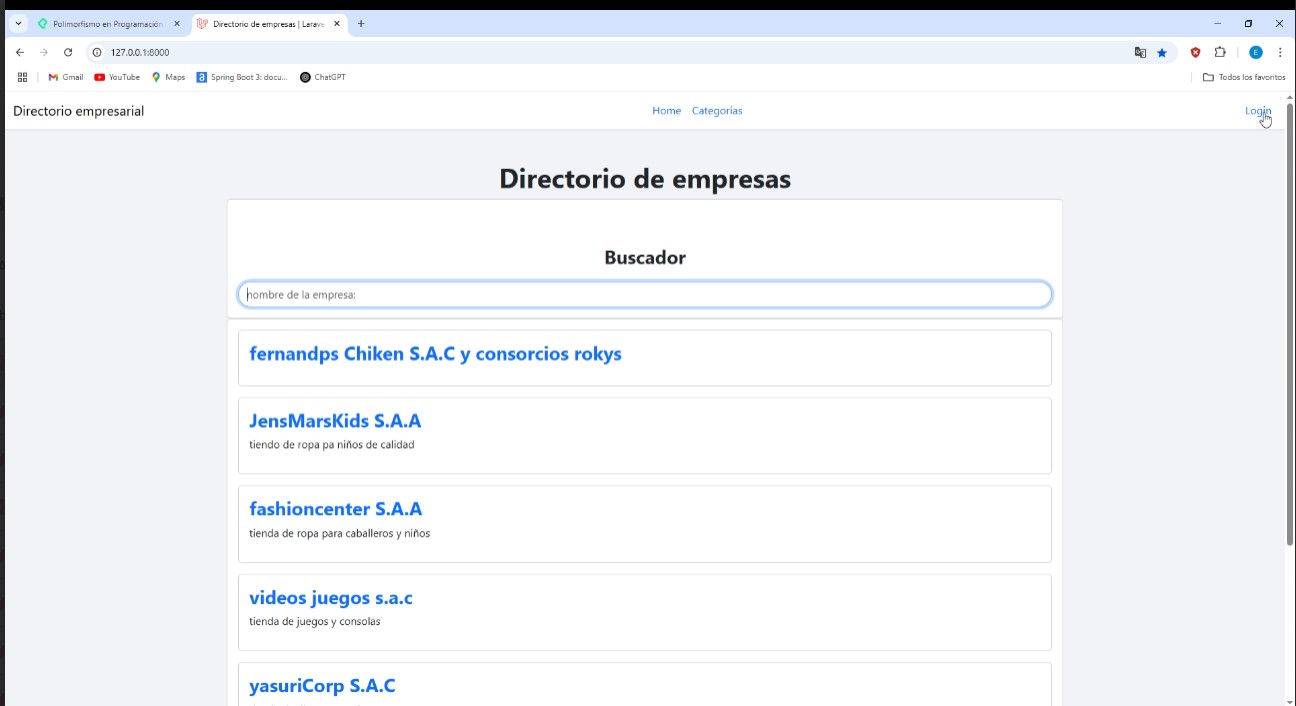 Polimorfismo en Programación
Directorio de empresas | Larave
127.0.0.1:8000
E
Gmail
YouTube
Maps
Spring Boot 3: docu...
ChatGPT
Todos los favoritos
Directorio empresarial
Home
Categorias
Login
Directorio de empresas
Buscador
nombre de la empresa:
fernandps Chiken S.A.C y consorcios rokys
JensMarsKids S.A.A
tiendo de ropa pa niños de calidad
fashioncenter S.A.A
tienda de ropa para caballeros y niños
videos juegos s.a.c
tienda de juegos y consolas
yasuriCorp S.A.C